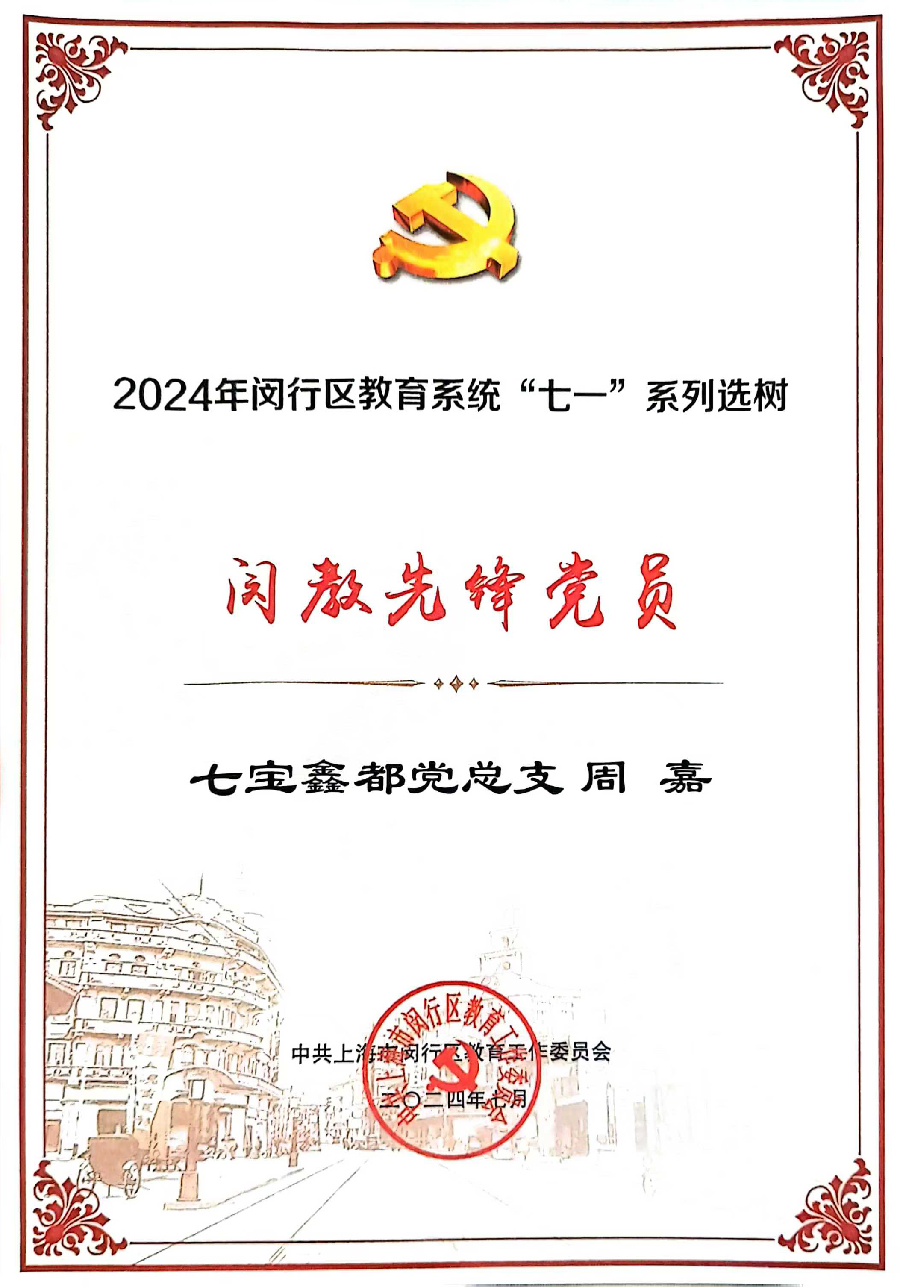 2024年闵行区教育系统“七一”系列选树
闵教先锋党员
七宝鑫都党总支 周 嘉
中共上海市闵行区教育工作委员会
二〇二四年七月
中共上海市闵行区教育工作委员会